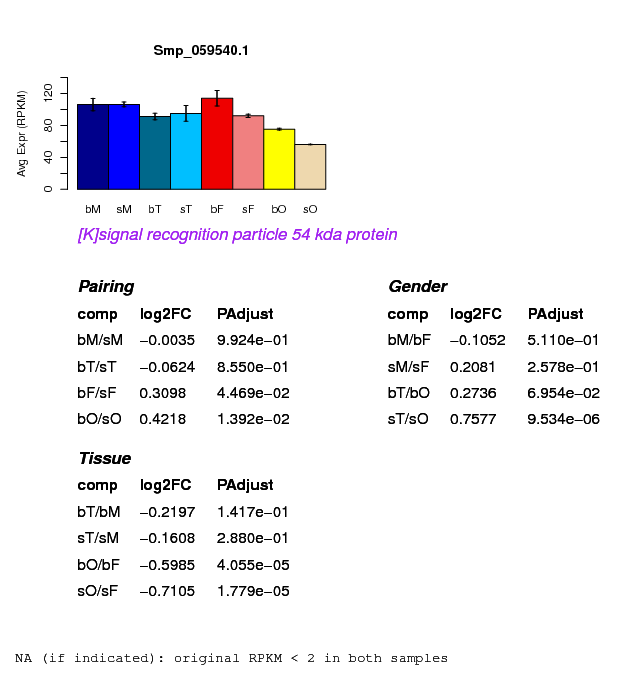 Smp_059540.1
Avg Expr (RPKM)
0 40 80 120
bM sM bT sT bF sF bO sO
[K]signal recognition particle 54 kda protein
Pairing
comp log2FC PAdjust
bM/sM −0.0035 9.924e−01
bT/sT −0.0624 8.550e−01
bF/sF 0.3098 4.469e−02
bO/sO 0.4218 1.392e−02
Gender
comp log2FC PAdjust
bM/bF −0.1052 5.110e−01
sM/sF 0.2081 2.578e−01
bT/bO 0.2736 6.954e−02
sT/sO 0.7577 9.534e−06
Tissue
comp log2FC PAdjust
bT/bM −0.2197 1.417e−01
sT/sM −0.1608 2.880e−01
bO/bF −0.5985 4.055e−05
sO/sF −0.7105 1.779e−05
NA (if indicated): original RPKM < 2 in both samples